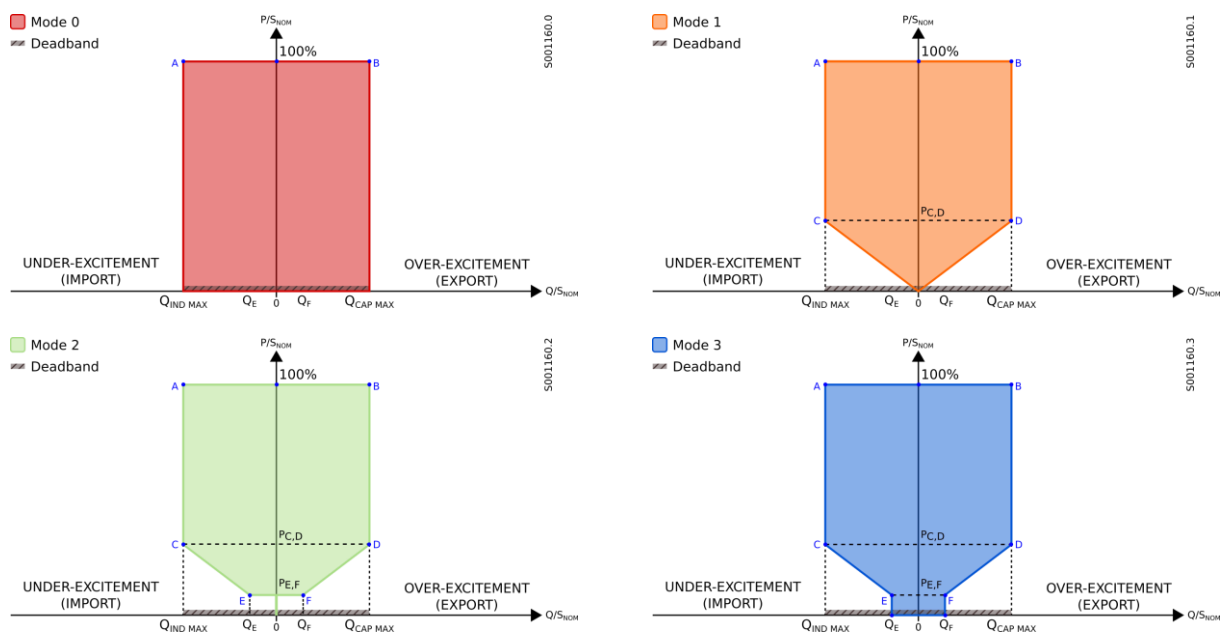 Mode 0
Deadband
P/SNOM
100%
S001160.0
A
B
UNDER-EXCITEMENT
(IMPORT)
OVER-EXCITEMENT
(EXPORT)
QIND MAX
QE
0
QF
QCAP MAX
Q/SNOM
Mode 1
Deadband
P/SNOM
100%
S001160.1
A
B
PC,D
C
D
UNDER-EXCITEMENT
(IMPORT)
OVER-EXCITEMENT
(EXPORT)
QIND MAX
QE
0
QF
QCAP MAX
Q/SNOM
Mode 2
Deadband
P/SNOM
100%
S001160.2
A
B
PC,D
C
D
PE,F
E
F
UNDER-EXCITEMENT
(IMPORT)
OVER-EXCITEMENT
(EXPORT)
QIND MAX
QE
0
QF
QCAP MAX
Q/SNOM
Mode 3
Deadband
P/SNOM
100%
S001160.3
A
B
PC,D
C
D
PE,F
E
F
UNDER-EXCITEMENT
(IMPORT)
OVER-EXCITEMENT
(EXPORT)
QIND MAX
QE
0
QF
QCAP MAX
Q/SNOM